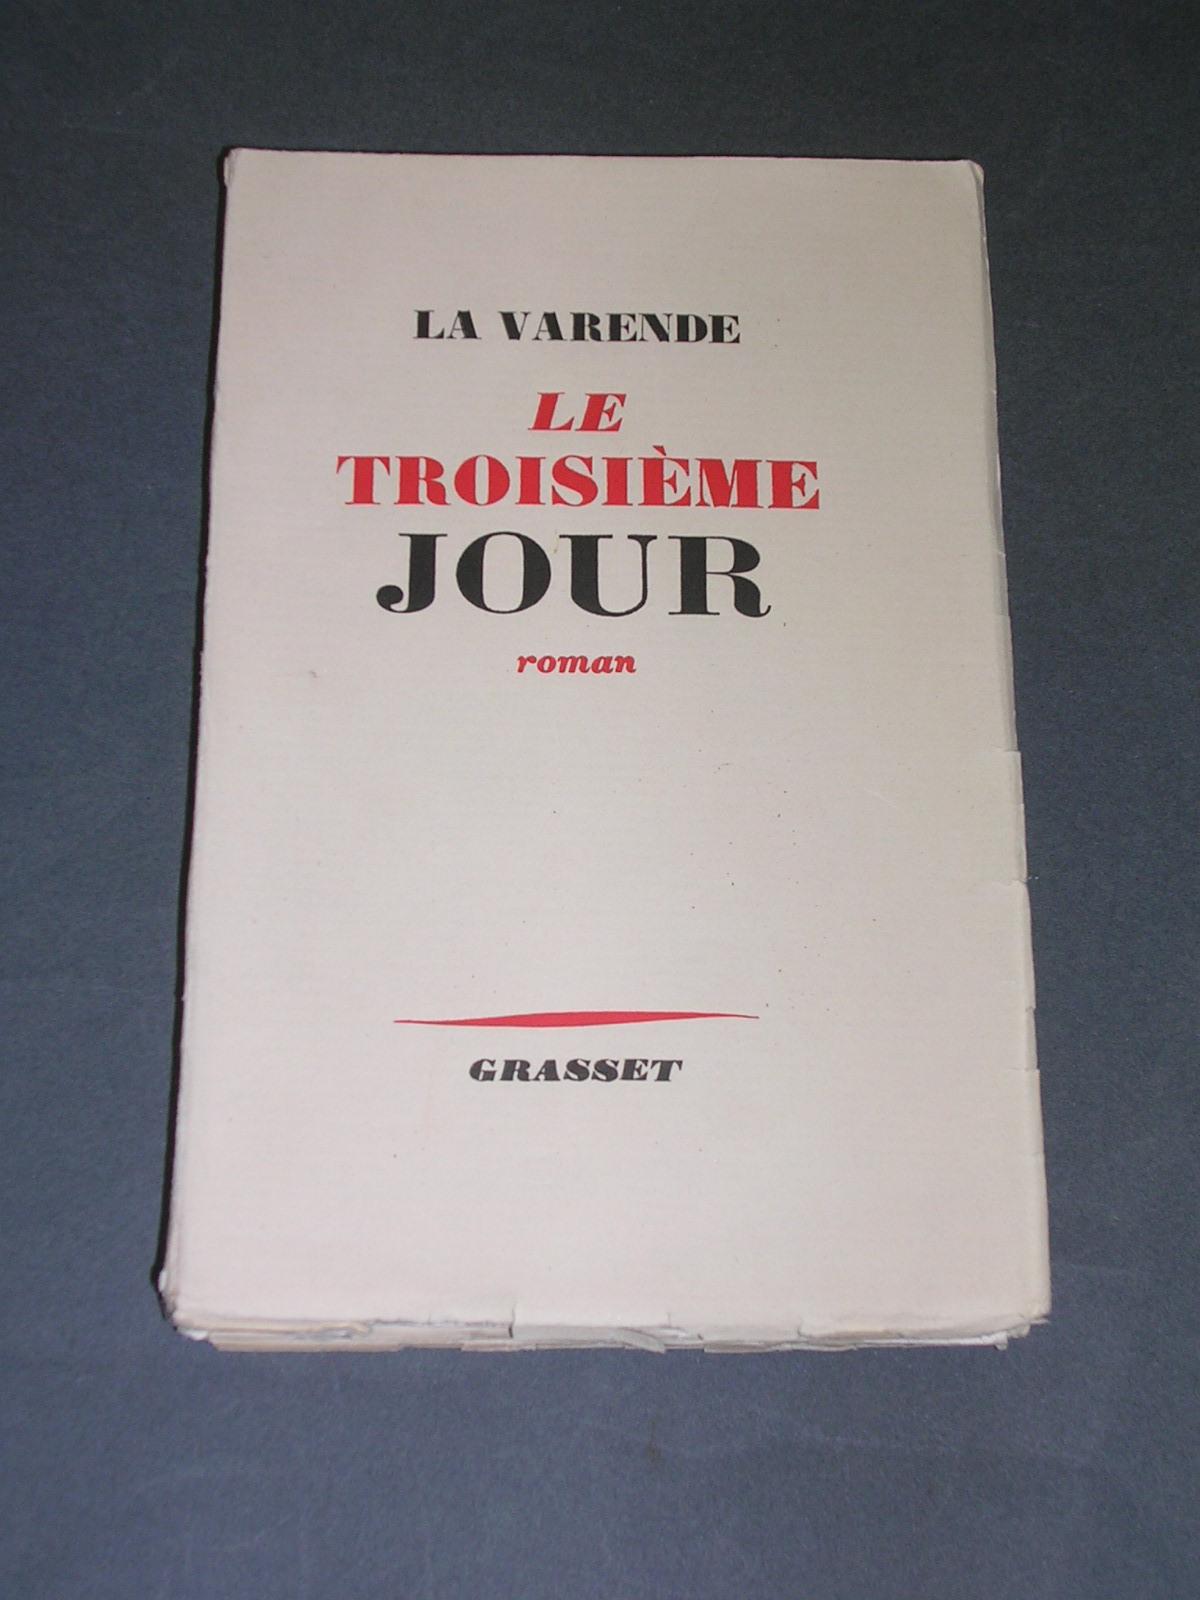 LA VARENDE
LE
TROISIÈME
JOUR
roman
GRASSET